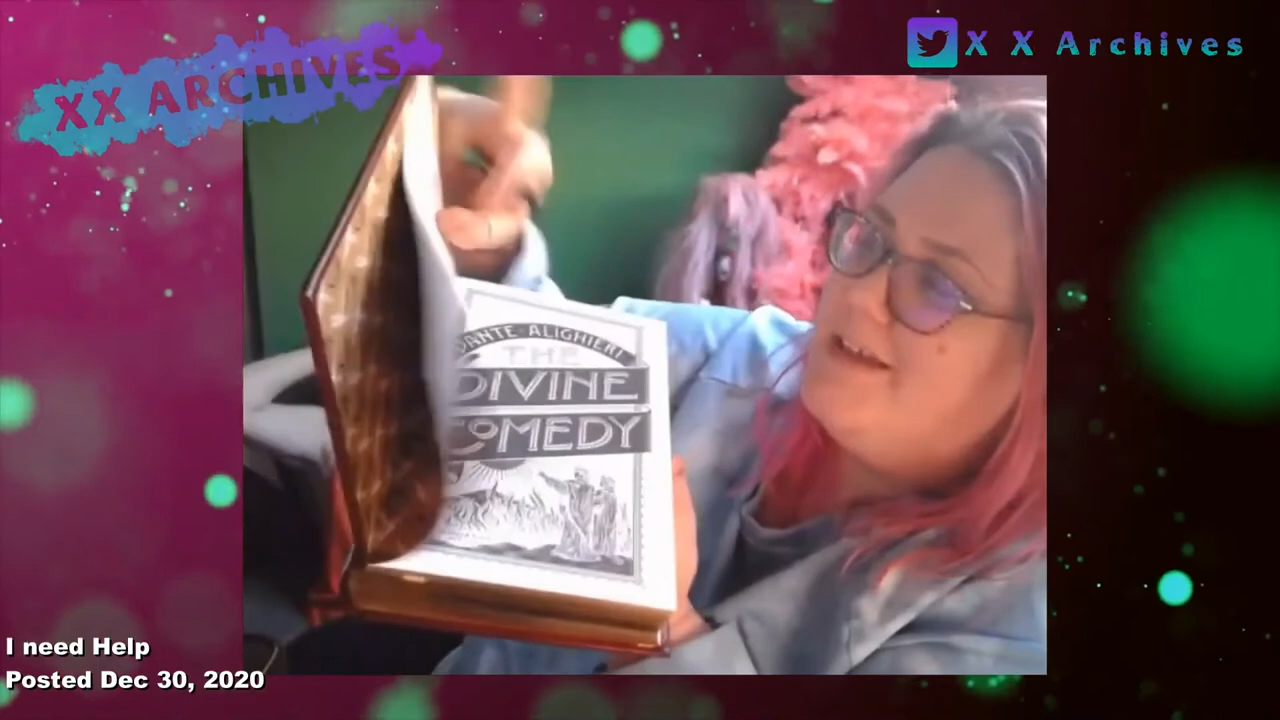 XX ARCHIVES
X X Archives
DANTE · ALIGHIERI
THE
DIVINE
COMEDY
I need Help
Posted Dec 30, 2020